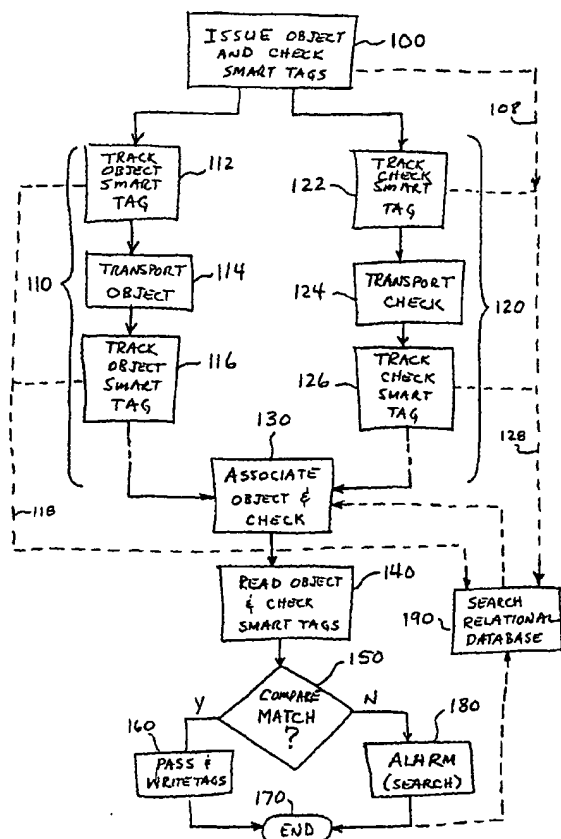 ISSUE OBJECT
AND CHECK
SMART TAGS
100
108
TRACK
OBJECT
SMART
TAG
112
122
TRACK
CHECK
SMART
TAG
110
TRANSPORT
OBJECT
114
124
TRANSPORT
CHECK
120
TRACK
OBJECT
SMART
TAG
116
126
TRACK
CHECK
SMART
TAG
130
128
118
ASSOCIATE
OBJECT &
CHECK
140
READ OBJECT
& CHECK
SMART TAGS
190
SEARCH
RELATIONAL
DATABASE
150
Y
COMPARE
MATCH
?
N
160
PASS &
WRITE TAGS
180
ALARM
(SEARCH)
170
END